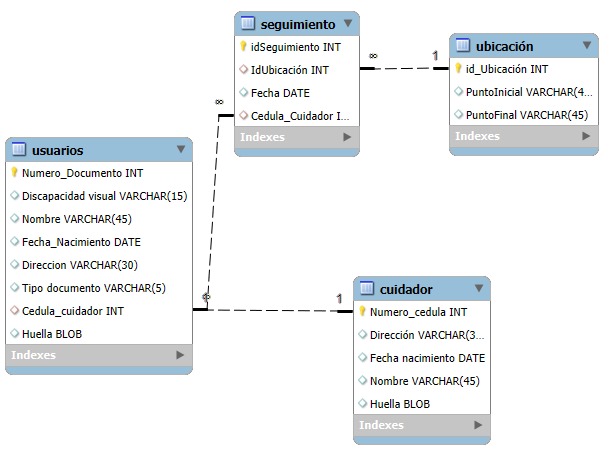 seguimiento
idSeguimiento INT
IdUbicación INT
Fecha DATE
Cedula_Cuidador I...
Indexes
∞
1
ubicación
id_Ubicación INT
PuntoInicial VARCHAR(4...
PuntoFinal VARCHAR(45)
Indexes
∞
usuarios
Numero_Documento INT
Discapacidad visual VARCHAR(15)
Nombre VARCHAR(45)
Fecha_Nacimiento DATE
Direccion VARCHAR(30)
Tipo documento VARCHAR(5)
Cedula_cuidador INT
Huella BLOB
Indexes
1
cuidador
Numero_cedula INT
Dirección VARCHAR(3...
Fecha nacimiento DATE
Nombre VARCHAR(45)
Huella BLOB
Indexes